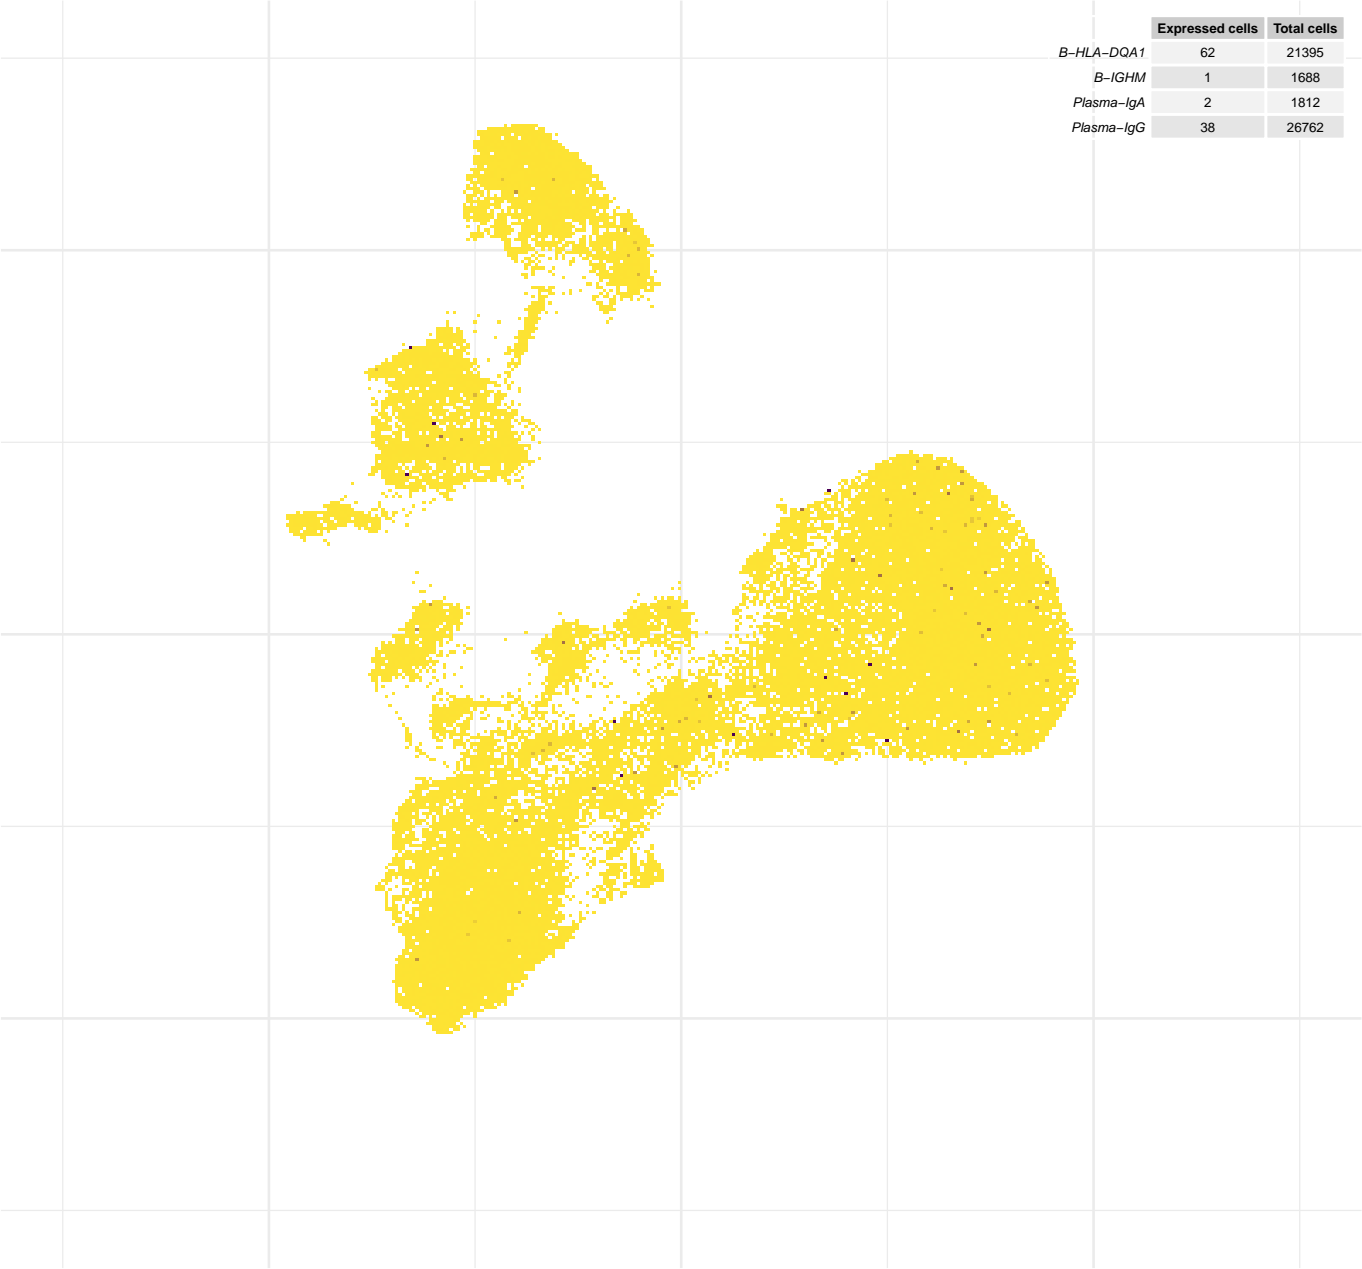 Expressed cells Total cells
B−HLA−DQA1 62 21395
B−IGHM 1 1688
Plasma−IgA 2 1812
Plasma−IgG 38 26762